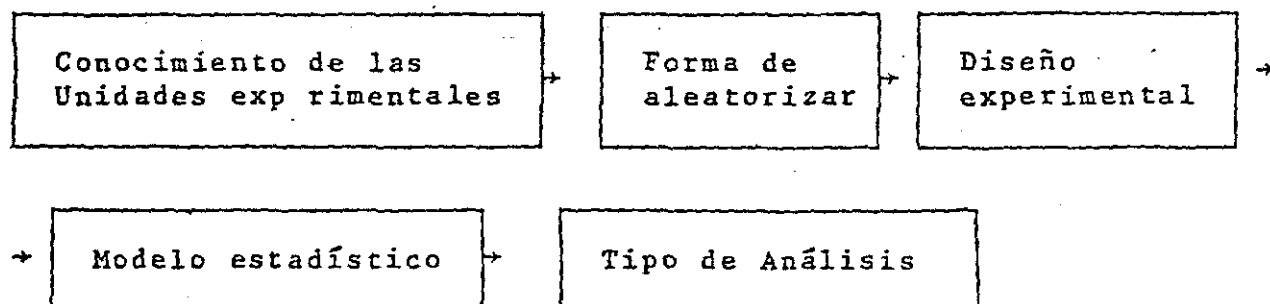 Conocimiento de las
Unidades exp rimentales
Forma de
aleatorizar
Diseño
experimental
Modelo estadístico
Tipo de Análisis